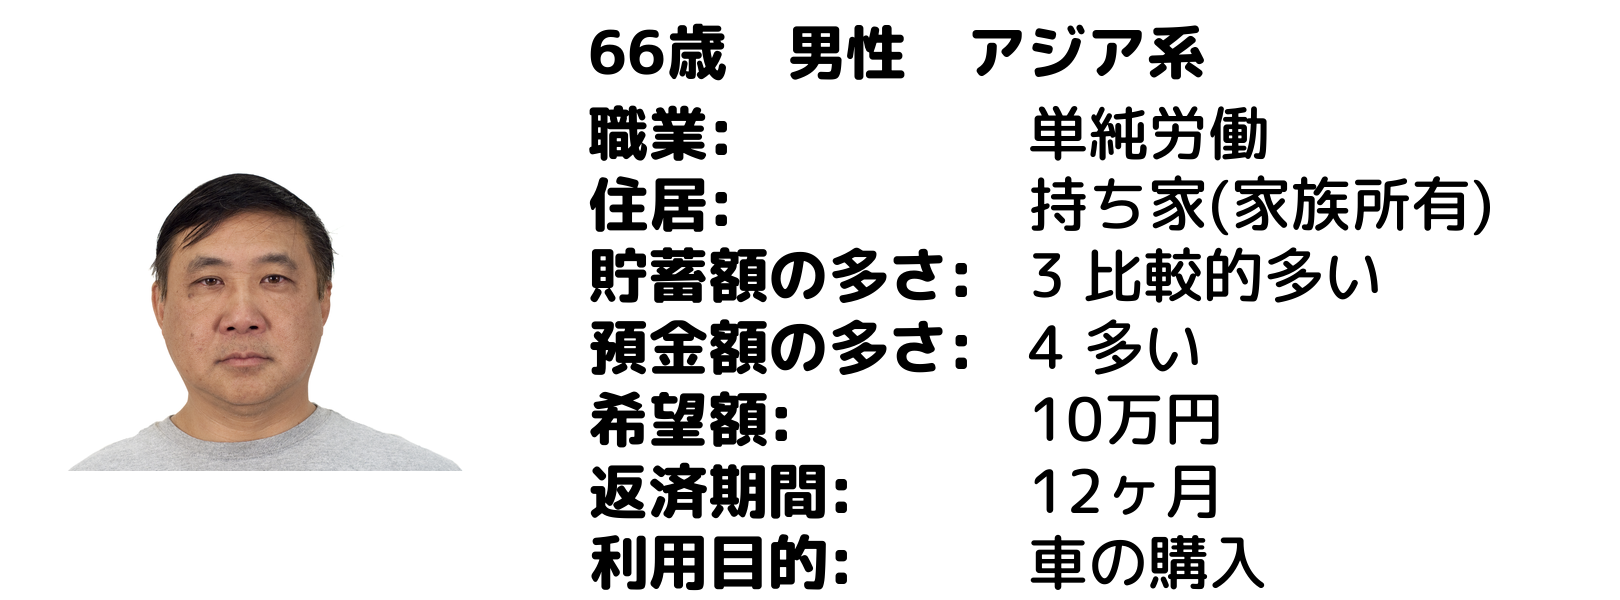 66歳　男性　アジア系
職業: 単純労働
住居: 持ち家(家族所有)
貯蓄額の多さ: 3 比較的多い
預金額の多さ: 4 多い
希望額: 10万円
返済期間: 12ヶ月
利用目的: 車の購入